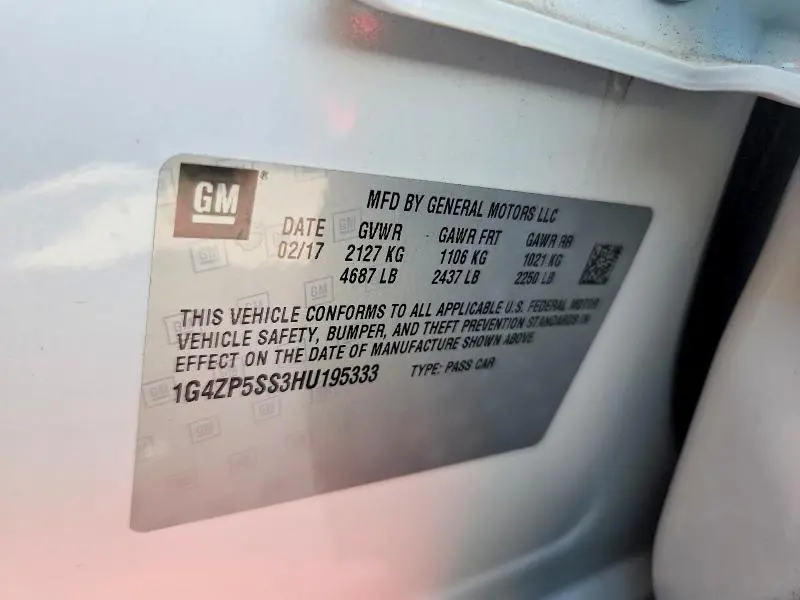 GM®
MFD BY GENERAL MOTORS LLC
DATE GVWR GAWR FRT GAWR RR
02/17 2127 KG 1106 KG 1021 KG
4687 LB 2437 LB 2250 LB
THIS VEHICLE CONFORMS TO ALL APPLICABLE U.S. FEDERAL MOTOR
VEHICLE SAFETY, BUMPER, AND THEFT PREVENTION STANDARDS IN
EFFECT ON THE DATE OF MANUFACTURE SHOWN ABOVE.
1G4ZP5SS3HU195333 TYPE: PASS CAR